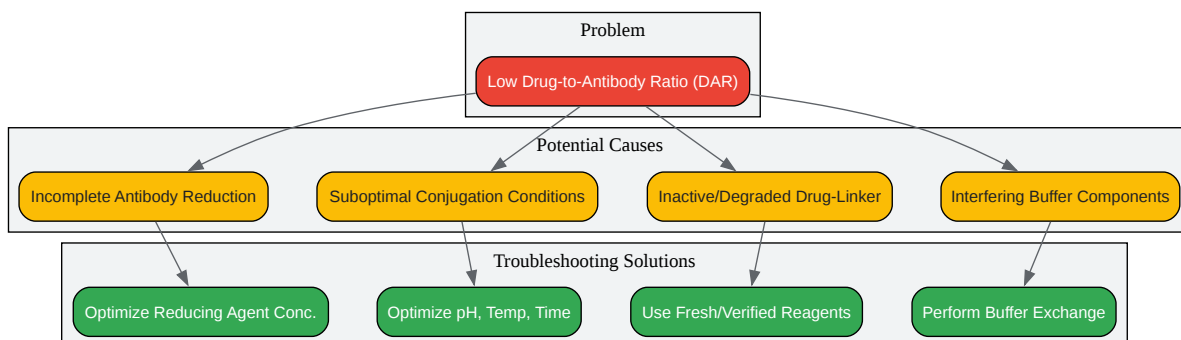 Problem
Low Drug-to-Antibody Ratio (DAR)
Potential Causes
Incomplete Antibody Reduction
Suboptimal Conjugation Conditions
Inactive/Degraded Drug-Linker
Interfering Buffer Components
Troubleshooting Solutions
Optimize Reducing Agent Conc.
Optimize pH, Temp, Time
Use Fresh/Verified Reagents
Perform Buffer Exchange